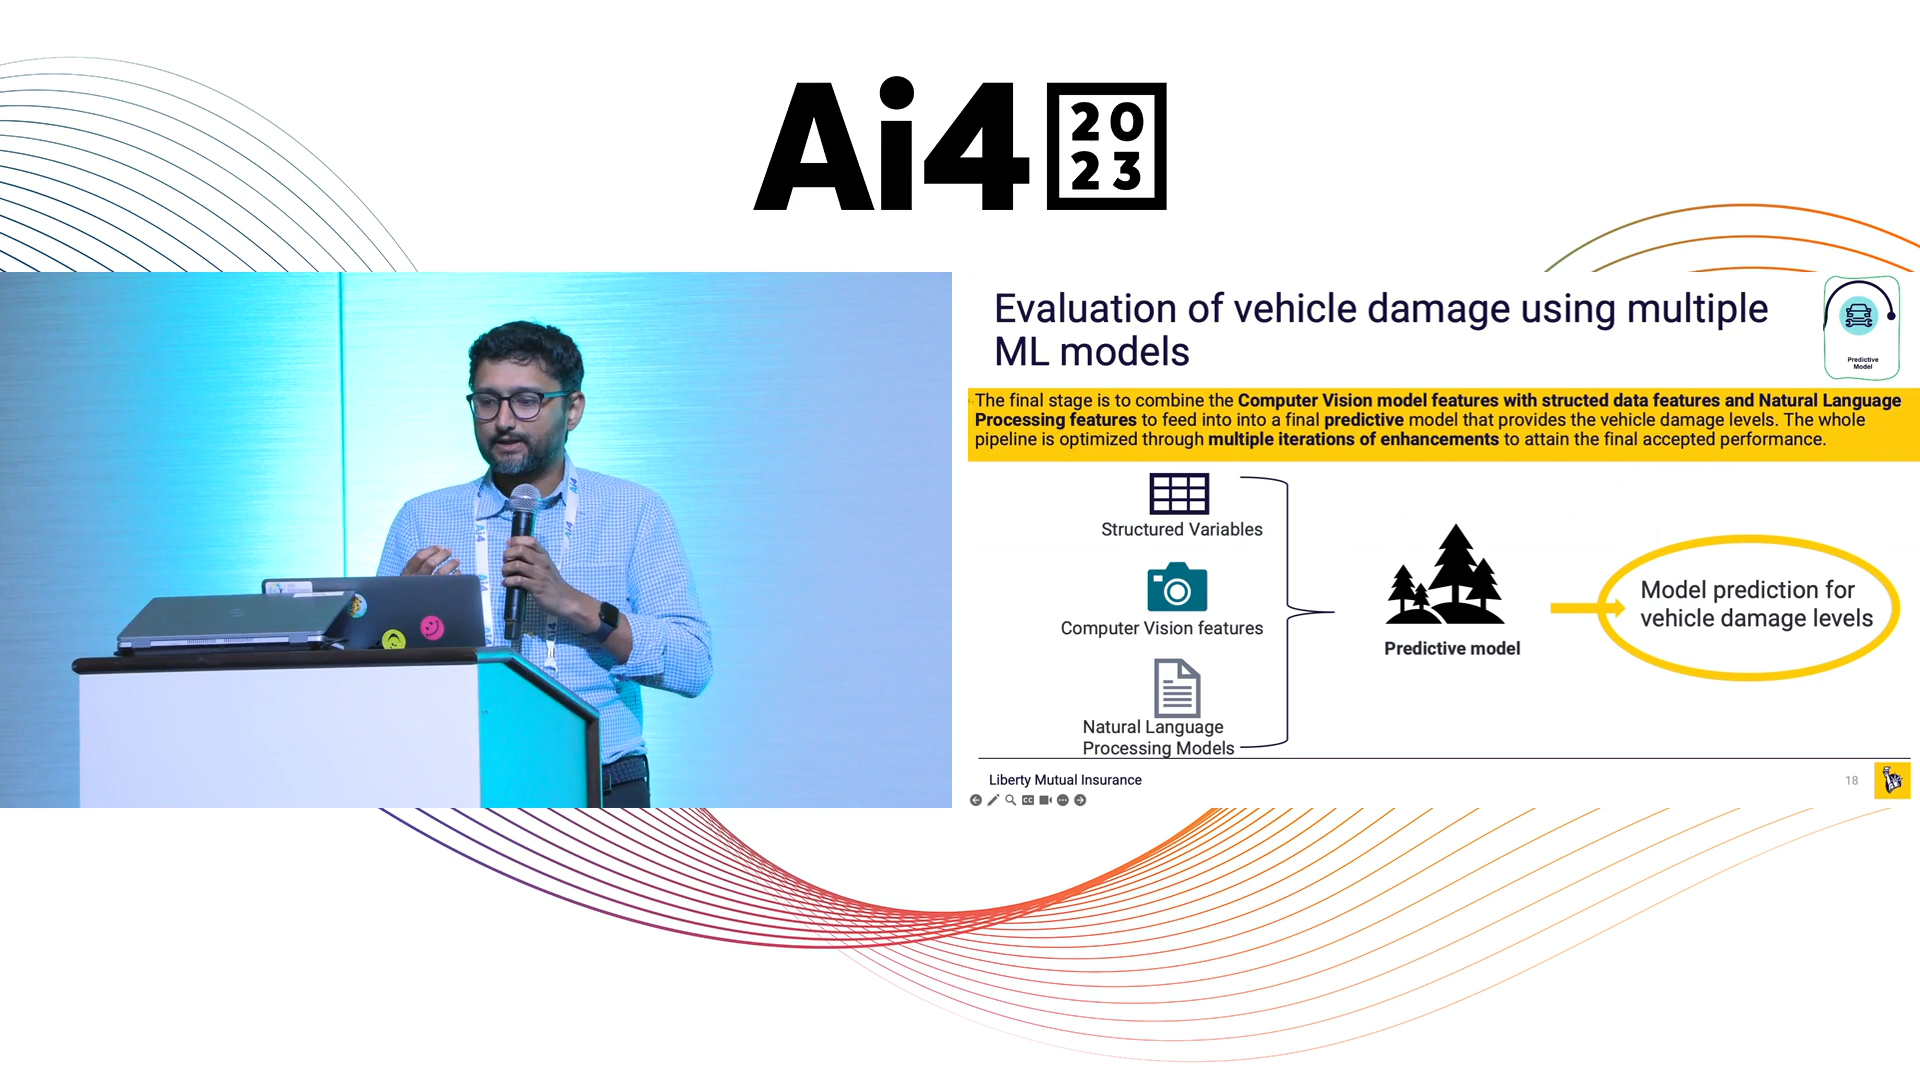 Ai4
20
23
Evaluation of vehicle damage using multiple
ML models
Predictive
Model
The final stage is to combine the Computer Vision model features with structed data features and Natural Language
Processing features to feed into into a final predictive model that provides the vehicle damage levels. The whole
pipeline is optimized through multiple iterations of enhancements to attain the final accepted performance.
Structured Variables
Computer Vision features
Natural Language
Processing Models
Predictive model
Model prediction for
vehicle damage levels
Liberty Mutual Insurance
18
CC
Ai4
Ai4